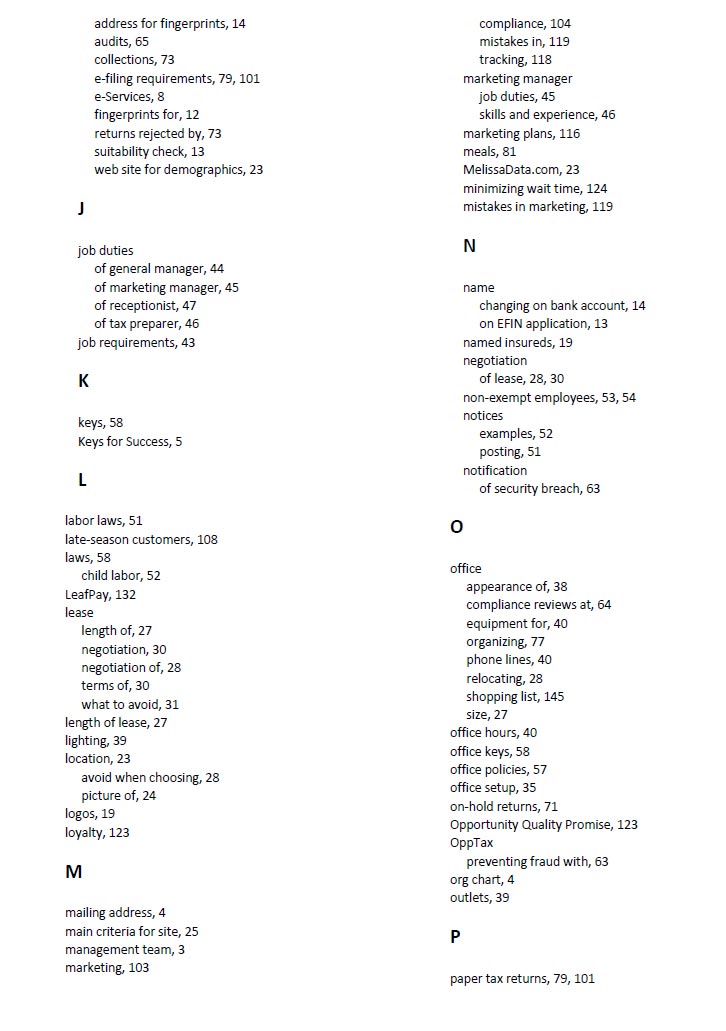 address for fingerprints, 14
audits, 65
collections, 73
e-filing requirements, 79, 101
e-Services, 8
fingerprints for, 12
returns rejected by, 73
suitability check, 13
web site for demographics, 23
J
job duties
of general manager, 44
of marketing manager, 45
of receptionist, 47
of tax preparer, 46
job requirements, 43
K
keys, 58
Keys for Success, 5
L
labor laws, 51
late-season customers, 108
laws, 58
child labor, 52
LeafPay, 132
lease
length of, 27
negotiation, 30
negotiation of, 28
terms of, 30
what to avoid, 31
length of lease, 27
lighting, 39
location, 23
avoid when choosing, 28
picture of, 24
logos, 19
loyalty, 123
M
mailing address, 4
main criteria for site, 25
management team, 3
marketing, 103
compliance, 104
mistakes in, 119
tracking, 118
marketing manager
job duties, 45
skills and experience, 46
marketing plans, 116
meals, 81
MelissaData.com, 23
minimizing wait time, 124
mistakes in marketing, 119
N
name
changing on bank account, 14
on EFIN application, 13
named insureds, 19
negotiation
of lease, 28, 30
non-exempt employees, 53, 54
notices
examples, 52
posting, 51
notification
of security breach, 63
O
office
appearance of, 38
compliance reviews at, 64
equipment for, 40
organizing, 77
phone lines, 40
relocating, 28
shopping list, 145
size, 27
office hours, 40
office keys, 58
office policies, 57
office setup, 35
on-hold returns, 71
Opportunity Quality Promise, 123
OppTax
preventing fraud with, 63
org chart, 4
outlets, 39
P
paper tax returns, 79, 101